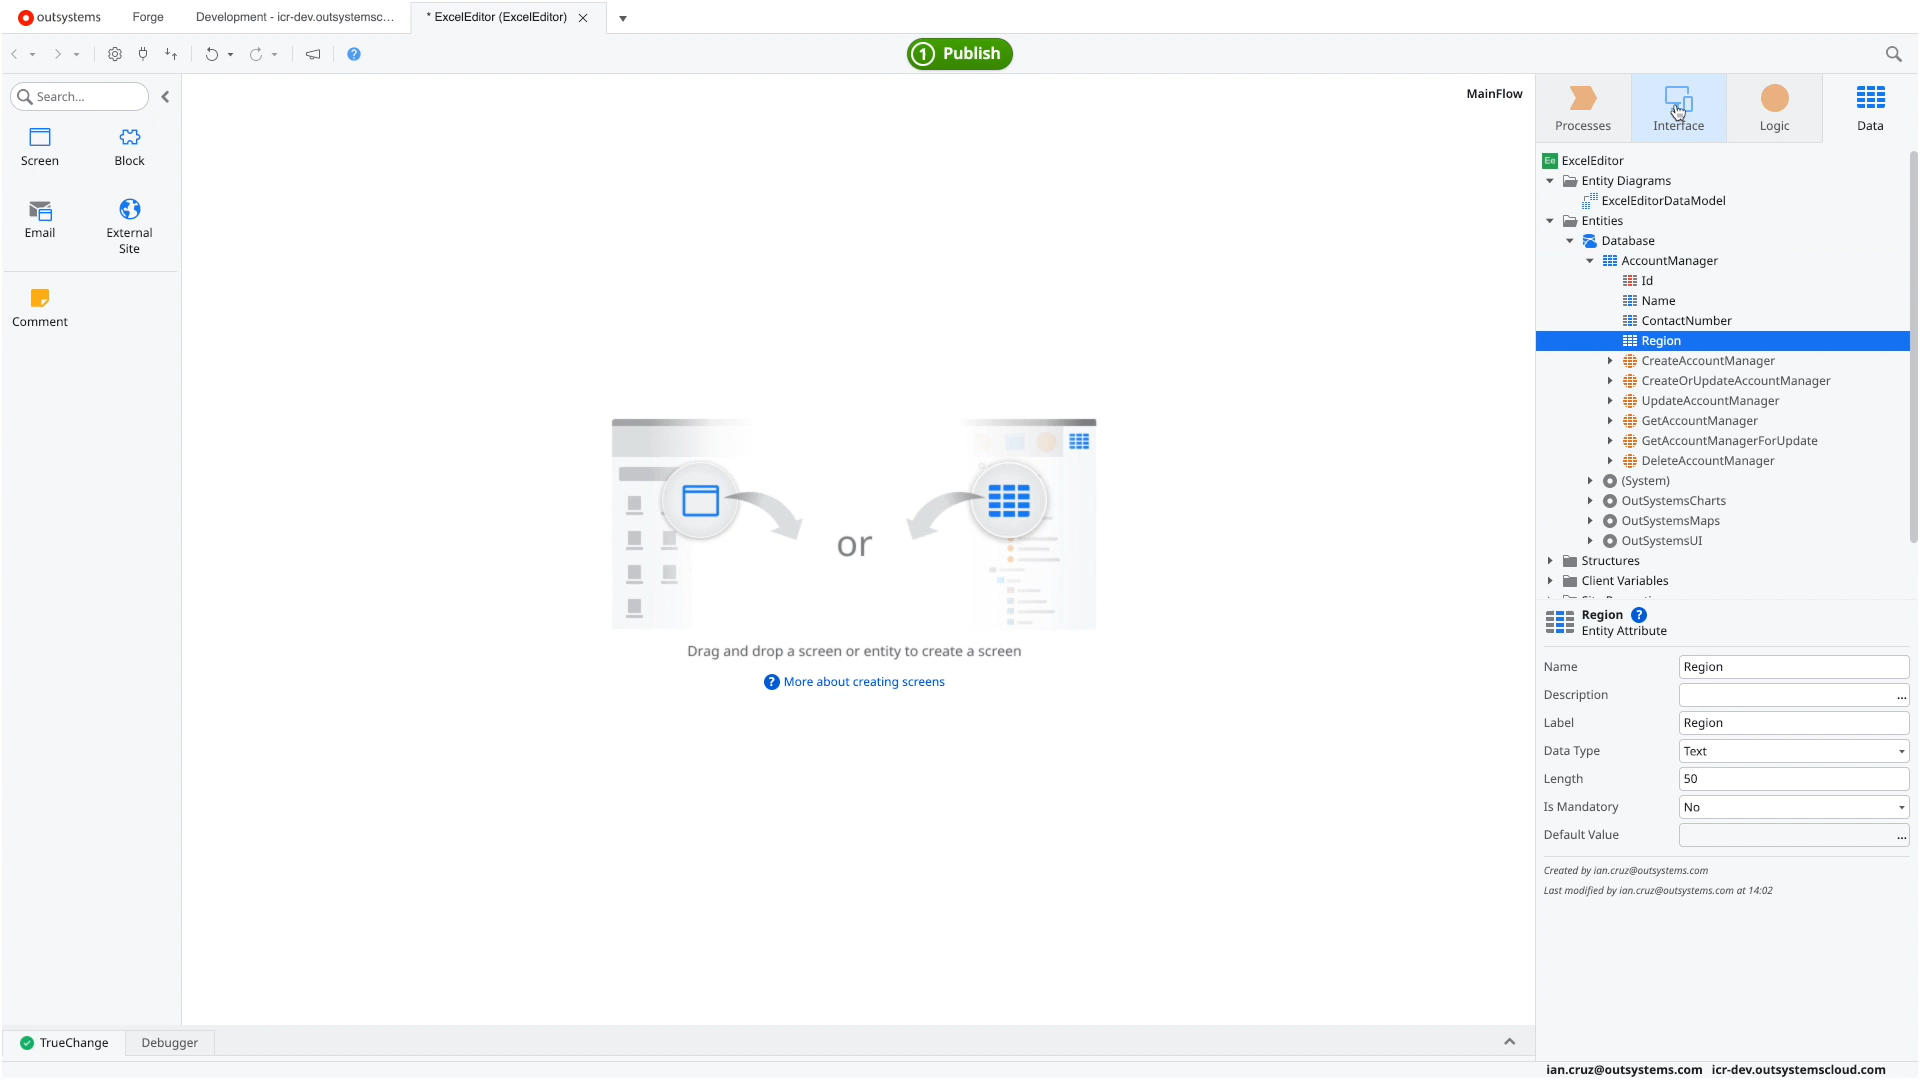 outsystems
Forge
Development - icr-dev.outsystemsc...
* ExcelEditor (ExcelEditor)
1 Publish
Search...
Screen
Block
Email
External
Site
Comment
MainFlow
or
Drag and drop a screen or entity to create a screen
? More about creating screens
Processes
Interface
Logic
Data
Ee ExcelEditor
Entity Diagrams
ExcelEditorDataModel
Entities
Database
AccountManager
Id
Name
ContactNumber
Region
CreateAccountManager
CreateOrUpdateAccountManager
UpdateAccountManager
GetAccountManager
GetAccountManagerForUpdate
DeleteAccountManager
(System)
OutSystemsCharts
OutSystemsMaps
OutSystemsUI
Structures
Client Variables
Region ?
Entity Attribute
Name Region
Description ...
Label Region
Data Type Text
Length 50
Is Mandatory No
Default Value ...
Created by ian.cruz@outsystems.com
Last modified by ian.cruz@outsystems.com at 14:02
TrueChange
Debugger
ian.cruz@outsystems.com icr-dev.outsystemscloud.com